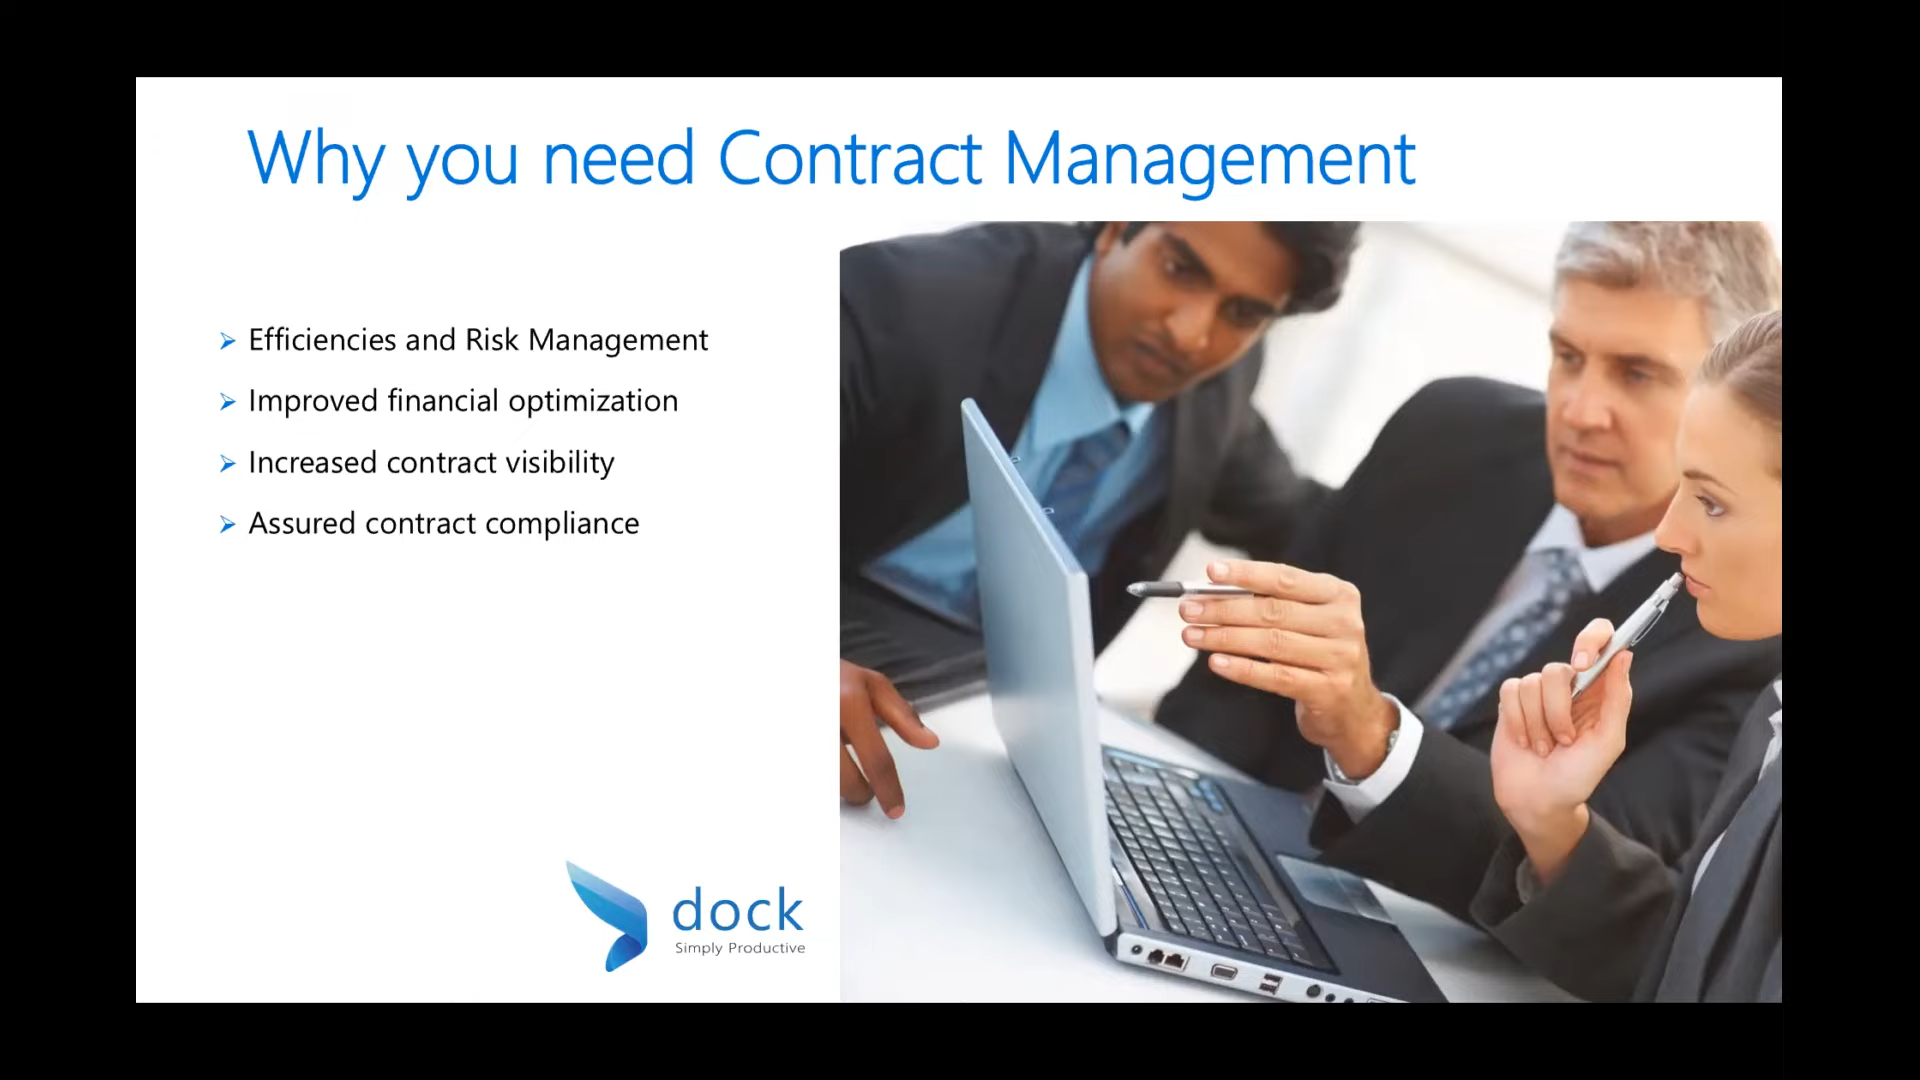 Why you need Contract Management
Efficiencies and Risk Management
Improved financial optimization
Increased contract visibility
Assured contract compliance
dock
Simply Productive